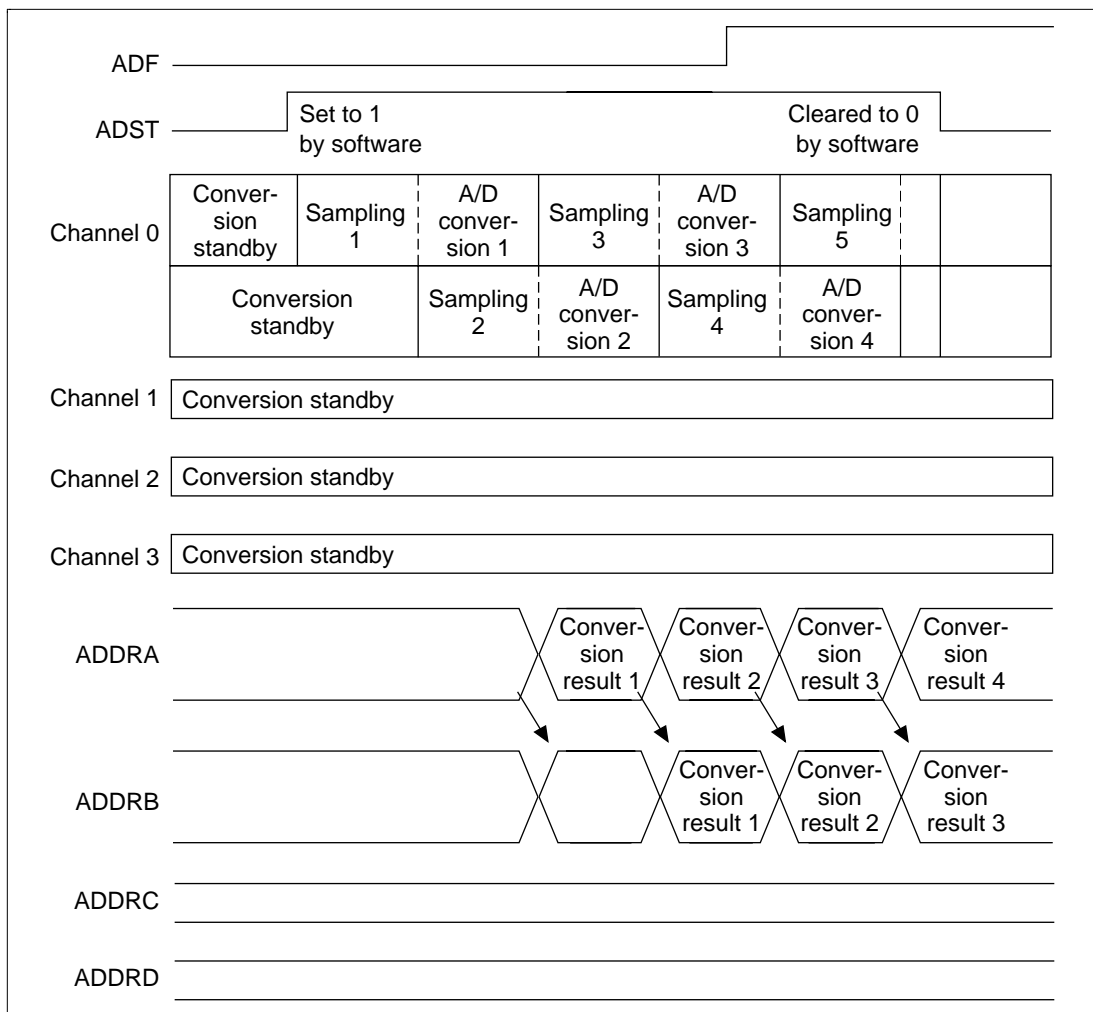 ADF
ADST
Set to 1
by software
Cleared to 0
by software
Channel 0
Conver-
sion
standby
Sampling
1
A/D
conver-
sion 1
Sampling
3
A/D
conver-
sion 3
Sampling
5
Conversion
standby
Sampling
2
A/D
conver-
sion 2
Sampling
4
A/D
conver-
sion 4
Channel 1
Conversion standby
Channel 2
Conversion standby
Channel 3
Conversion standby
ADDRA
Conver-
sion
result 1
Conver-
sion
result 2
Conver-
sion
result 3
Conver-
sion
result 4
ADDRB
Conver-
sion
result 1
Conver-
sion
result 2
Conver-
sion
result 3
ADDRC
ADDRD